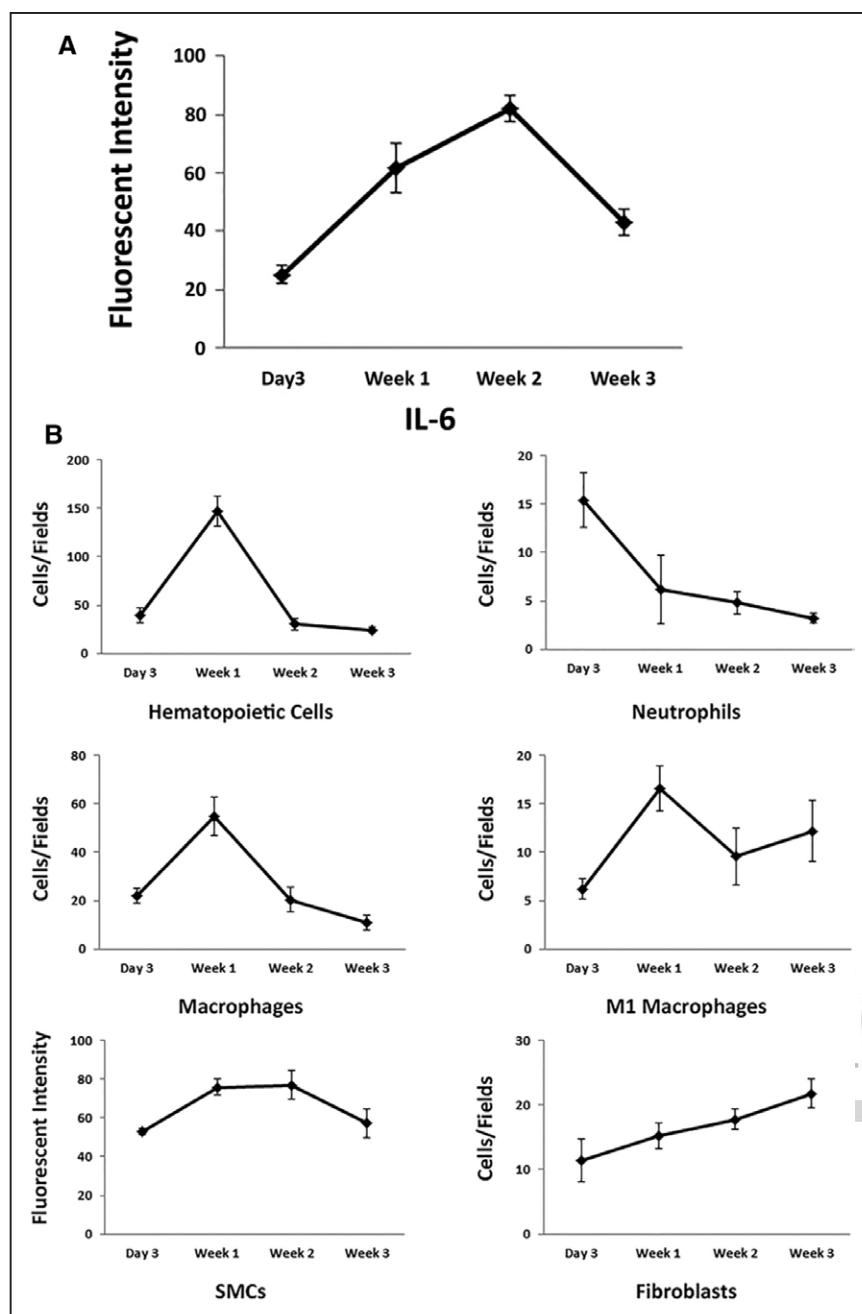 A
Fluorescent Intensity
100
80
60
40
20
0
Day3 Week 1 Week 2 Week 3
IL-6
B
Cells/Fields
200
150
100
50
0
Day 3 Week 1 Week 2 Week 3
Hematopoietic Cells
Cells/Fields
20
15
10
5
0
Day 3 Week 1 Week 2 Week 3
Neutrophils
Cells/Fields
80
60
40
20
0
Day 3 Week 1 Week 2 Week 3
Macrophages
Cells/Fields
20
15
10
5
0
Day 3 Week 1 Week 2 Week 3
M1 Macrophages
Fluorescent Intensity
100
80
60
40
20
0
Day 3 Week 1 Week 2 Week 3
SMCs
Cells/Fields
30
20
10
0
Day 3 Week 1 Week 2 Week 3
Fibroblasts